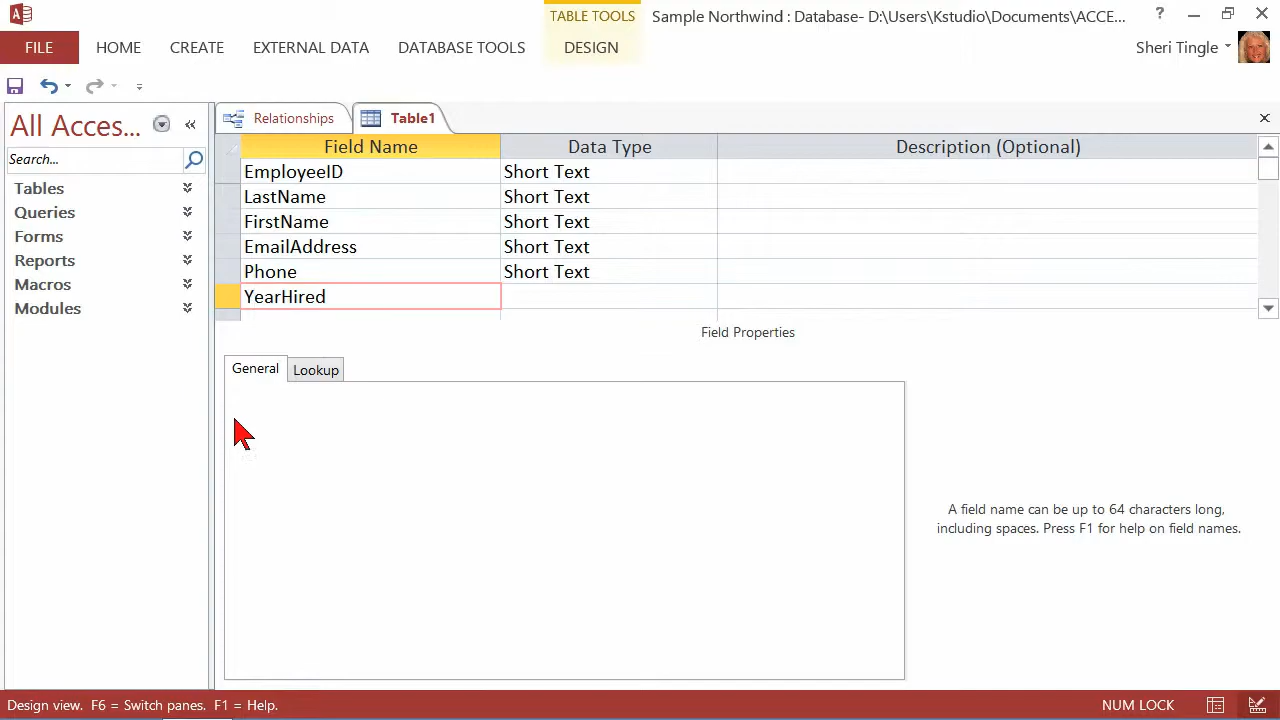 TABLE TOOLS
Sample Northwind : Database- D:\Users\Kstudio\Documents\ACCE...
?
FILE
HOME
CREATE
EXTERNAL DATA
DATABASE TOOLS
DESIGN
Sheri Tingle
All Acces...
Search...
Tables
Queries
Forms
Reports
Macros
Modules
Relationships
Table1
Field Name Data Type Description (Optional)
EmployeeID Short Text
LastName Short Text
FirstName Short Text
EmailAddress Short Text
Phone Short Text
YearHired
Field Properties
General
Lookup
A field name can be up to 64 characters long,
including spaces. Press F1 for help on field names.
Design view. F6 = Switch panes. F1 = Help.
NUM LOCK